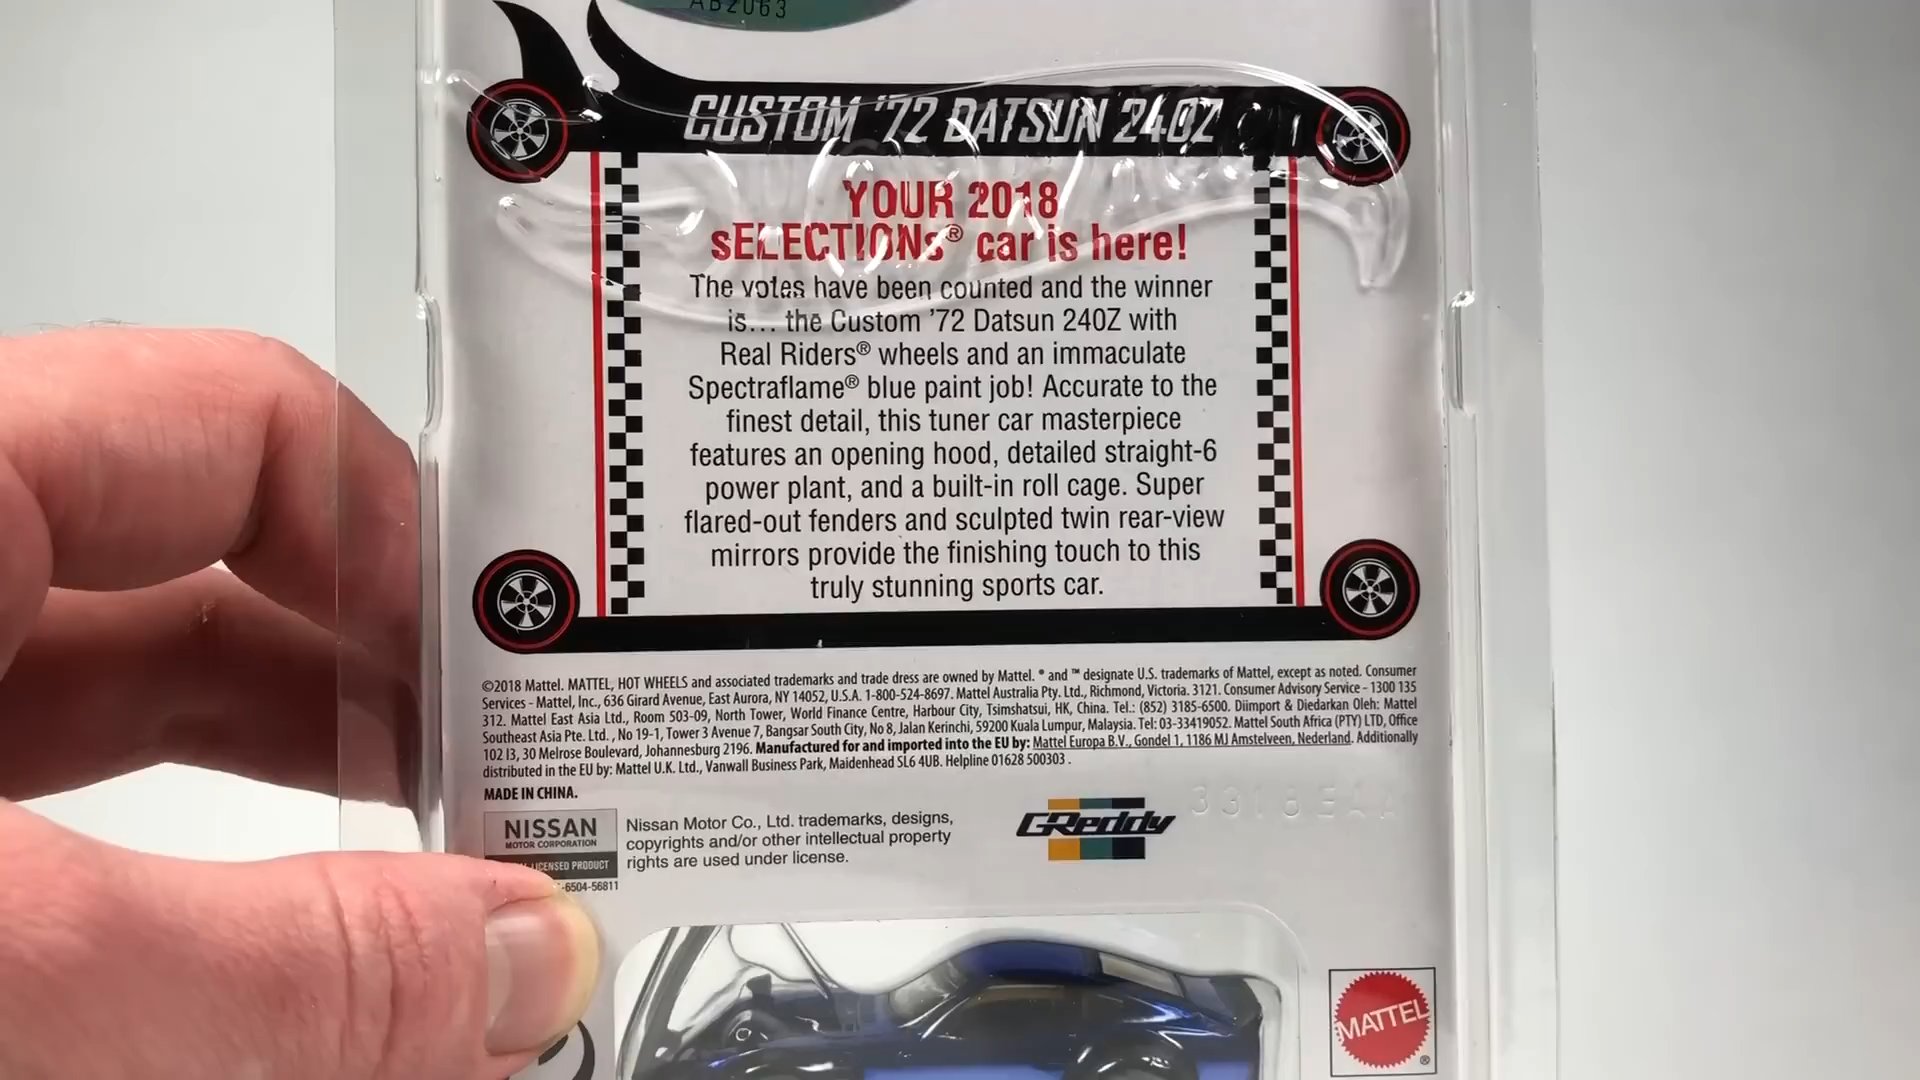 AB2063
CUSTOM '72 DATSUN 240Z
YOUR 2018
sELECTIONs® car is here!
The votes have been counted and the winner
is... the Custom '72 Datsun 240Z with
Real Riders® wheels and an immaculate
Spectraflame® blue paint job! Accurate to the
finest detail, this tuner car masterpiece
features an opening hood, detailed straight-6
power plant, and a built-in roll cage. Super
flared-out fenders and sculpted twin rear-view
mirrors provide the finishing touch to this
truly stunning sports car.
©2018 Mattel. MATTEL, HOT WHEELS and associated trademarks and trade dress are owned by Mattel. ® and ™ designate U.S. trademarks of Mattel, except as noted. Consumer
Services - Mattel, Inc., 636 Girard Avenue, East Aurora, NY 14052, U.S.A. 1-800-524-8697. Mattel Australia Pty. Ltd., Richmond, Victoria. 3121. Consumer Advisory Service - 1300 135
312. Mattel East Asia Ltd., Room 503-09, North Tower, World Finance Centre, Harbour City, Tsimshatsui, HK, China. Tel.: (852) 3185-6500. Diimport & Diedarkan Oleh: Mattel
Southeast Asia Pte. Ltd., No 19-1, Tower 3 Avenue 7, Bangsar South City, No 8, Jalan Kerinchi, 59200 Kuala Lumpur, Malaysia. Tel: 03-33419052. Mattel South Africa (PTY) LTD, Office
102 I3, 30 Melrose Boulevard, Johannesburg 2196. Manufactured for and imported into the EU by: Mattel Europa B.V., Gondel 1, 1186 MJ Amstelveen, Nederland. Additionally
distributed in the EU by: Mattel U.K. Ltd., Vanwall Business Park, Maidenhead SL6 4UB. Helpline 01628 500303.
MADE IN CHINA.
NISSAN
MOTOR CORPORATION
LICENSED PRODUCT
-6504-56811
Nissan Motor Co., Ltd. trademarks, designs,
copyrights and/or other intellectual property
rights are used under license.
GReddy
MATTEL
®